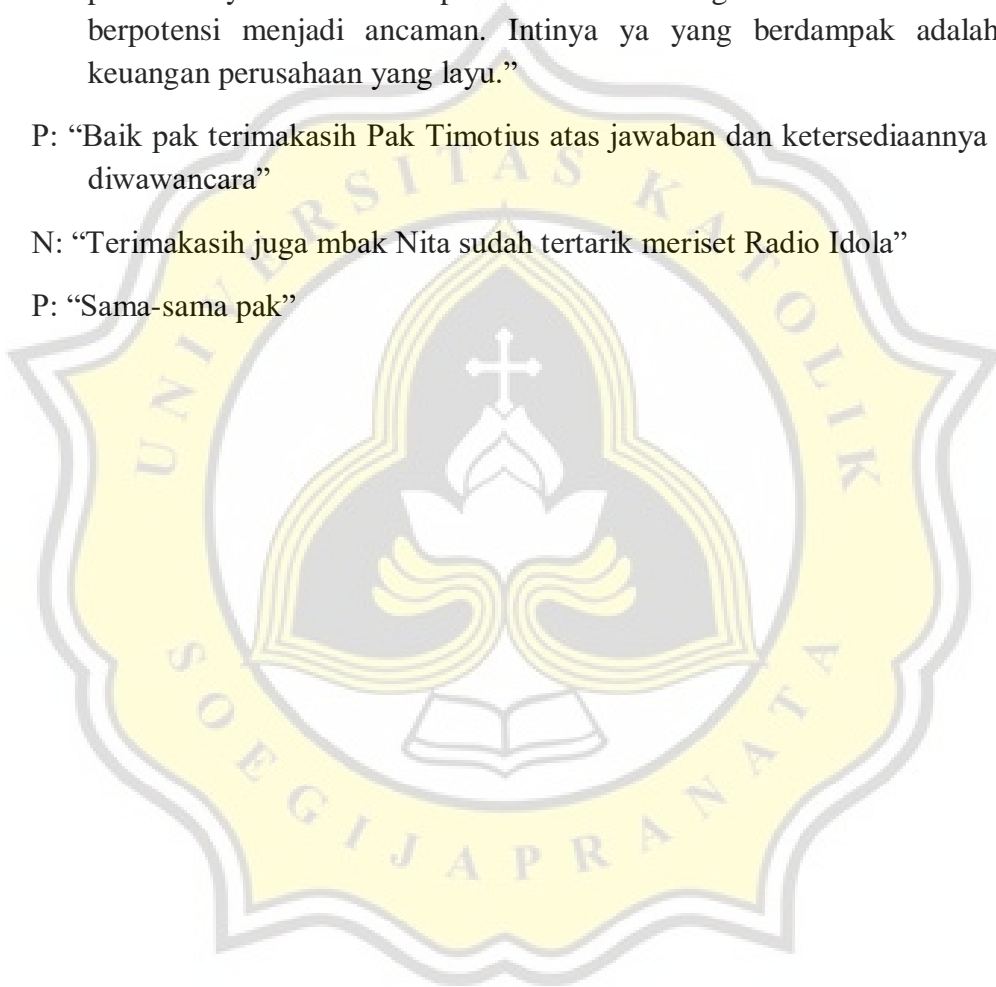 berpotensi menjadi ancaman. Intinya ya yang berdampak adalah
keuangan perusahaan yang layu.”
P: “Baik pak terimakasih Pak Timotius atas jawaban dan ketersediaannya
diwawancara”
N: “Terimakasih juga mbak Nita sudah tertarik meriset Radio Idola”
P: “Sama-sama pak”
UNIVERSITAS KATOLIK
SOEGIJAPRANATA